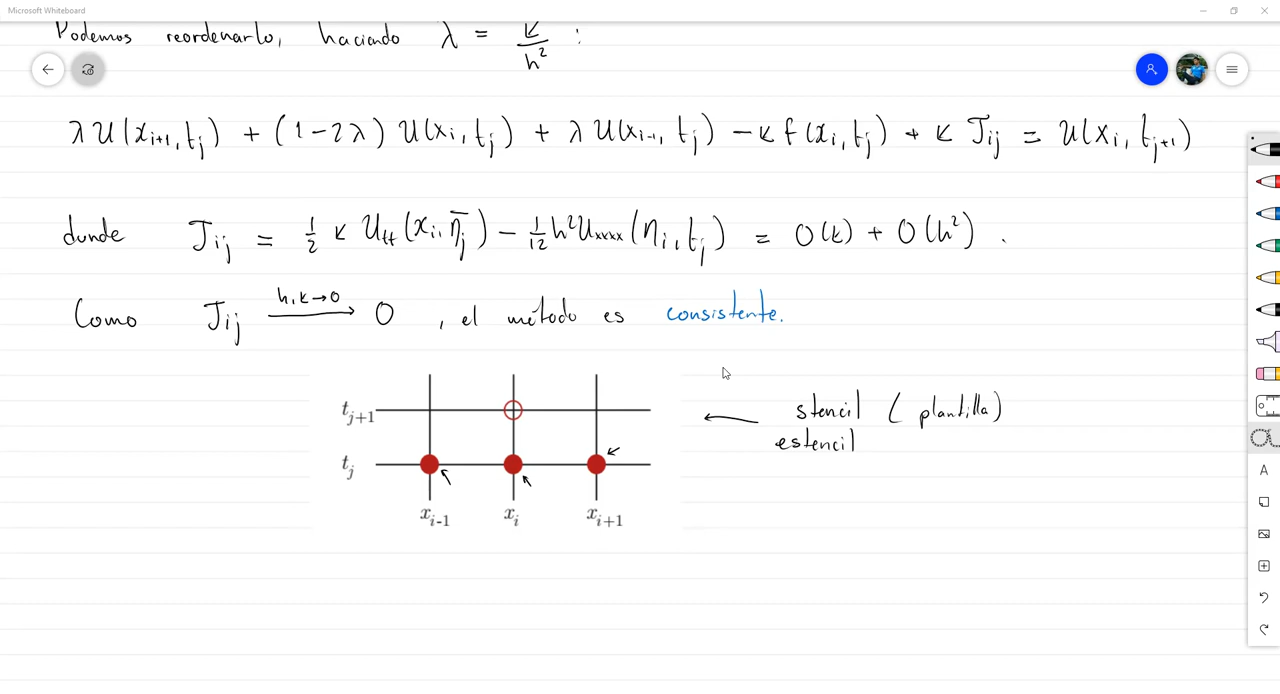 Microsoft Whiteboard
Podemos reordenarlo, haciendo λ = k/h² :
λ u(x_{i+1}, t_j) + (1-2λ) u(x_i, t_j) + λ u(x_{i-1}, t_j) - k f(x_i, t_j) + k J_{ij} = u(x_i, t_{j+1})
donde J_{ij} = 1/2 k u_{tt}(x_i, η̄_j) - 1/12 h² u_{xxxx}(η_i, t_j) = O(k) + O(h²) .
Como J_{ij} →^{h,k→0} 0 , el método es consistente.
t_{j+1}
← stencil (plantilla)
estencil
t_j
x_{i-1} x_i x_{i+1}
A